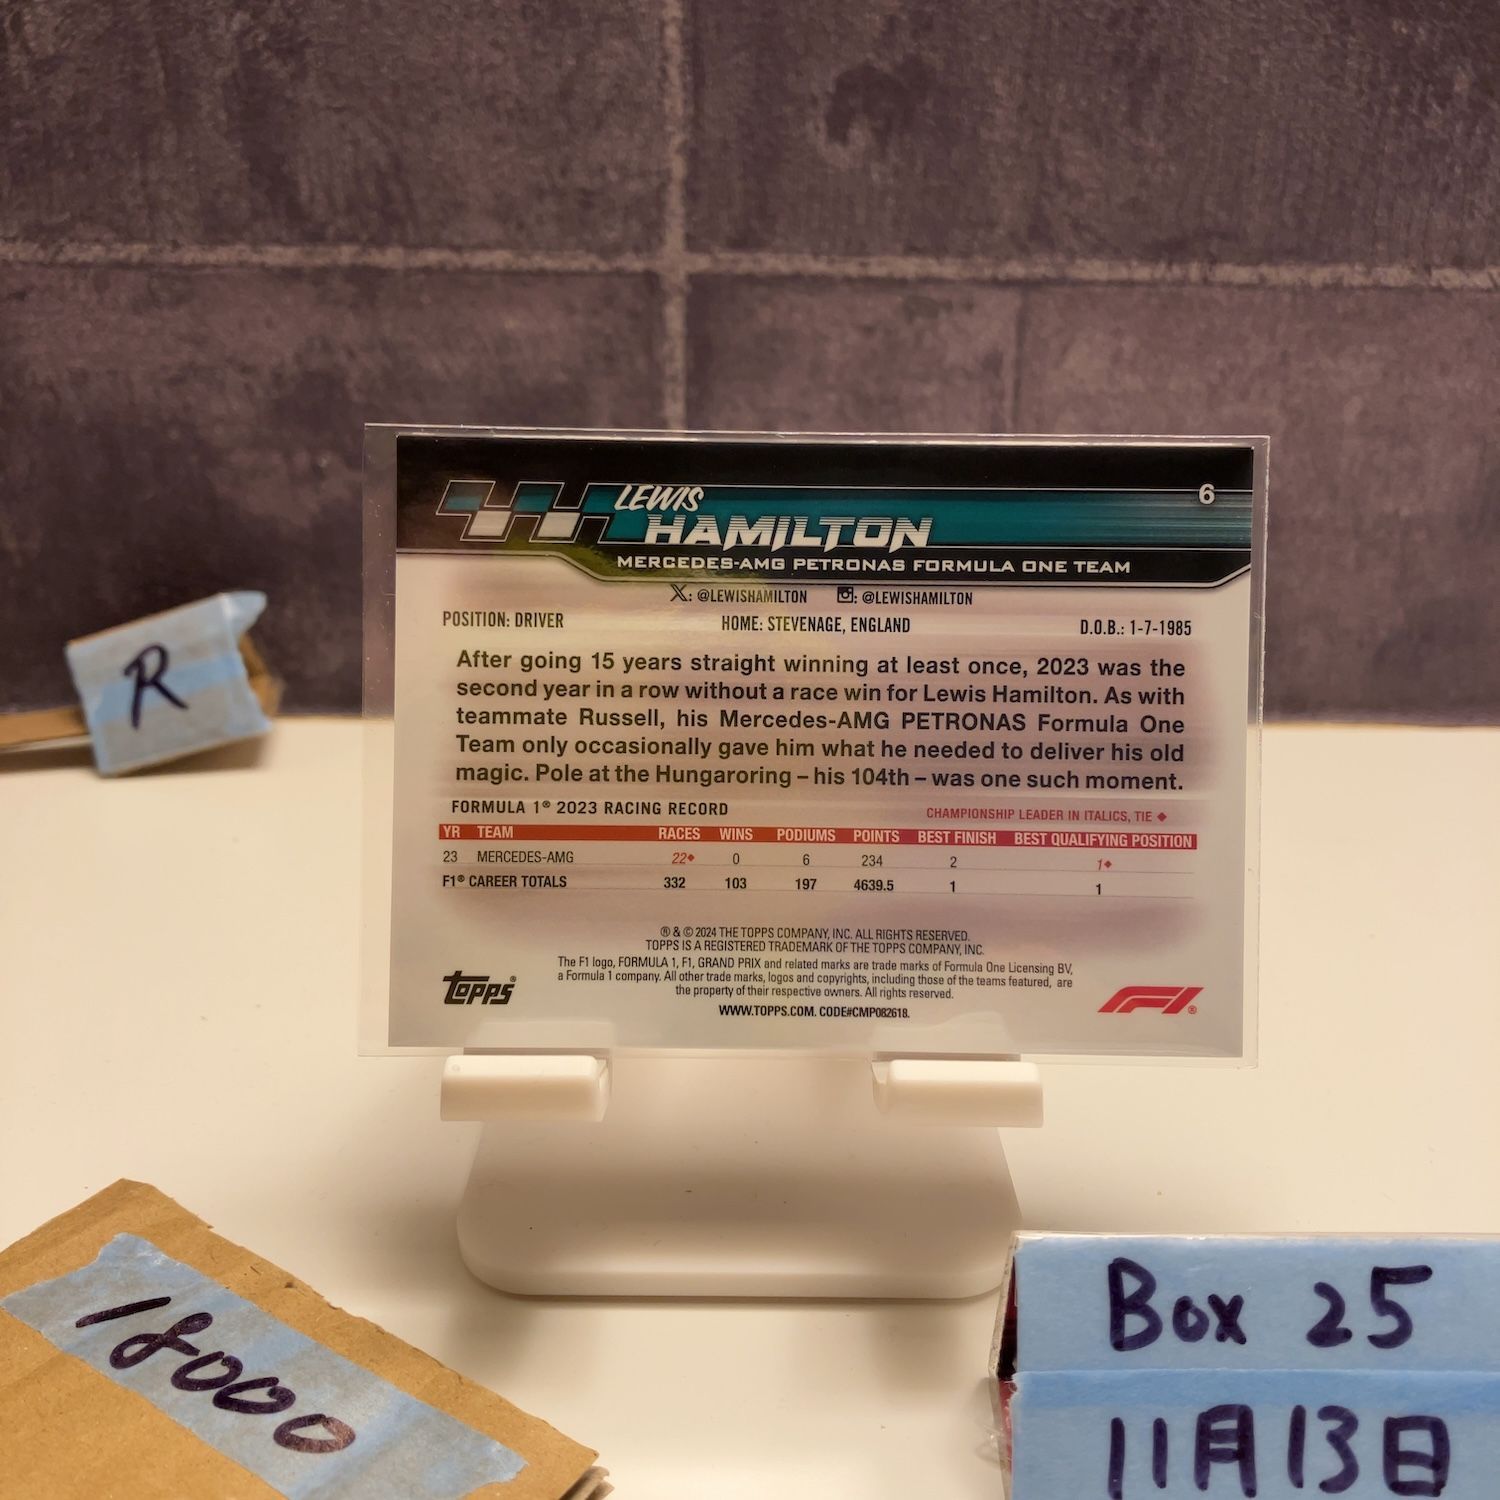 LEWIS
HAMILTON
6
MERCEDES-AMG PETRONAS FORMULA ONE TEAM
X: @LEWISHAMILTON : @LEWISHAMILTON
POSITION: DRIVER HOME: STEVENAGE, ENGLAND D.O.B.: 1-7-1985
After going 15 years straight winning at least once, 2023 was the
second year in a row without a race win for Lewis Hamilton. As with
teammate Russell, his Mercedes-AMG PETRONAS Formula One
Team only occasionally gave him what he needed to deliver his old
magic. Pole at the Hungaroring – his 104th – was one such moment.
FORMULA 1® 2023 RACING RECORD CHAMPIONSHIP LEADER IN ITALICS, TIE ◆
YR TEAM RACES WINS PODIUMS POINTS BEST FINISH BEST QUALIFYING POSITION
23 MERCEDES-AMG 22◆ 0 6 234 2 1◆
F1® CAREER TOTALS 332 103 197 4639.5 1 1
® & © 2024 THE TOPPS COMPANY, INC. ALL RIGHTS RESERVED.
TOPPS IS A REGISTERED TRADEMARK OF THE TOPPS COMPANY, INC.
The F1 logo, FORMULA 1, F1, GRAND PRIX and related marks are trade marks of Formula One Licensing BV,
a Formula 1 company. All other trade marks, logos and copyrights, including those of the teams featured, are
the property of their respective owners. All rights reserved.
WWW.TOPPS.COM. CODE#CMP082618.
Topps®
F1®
R
18000
Box 25
11月13日